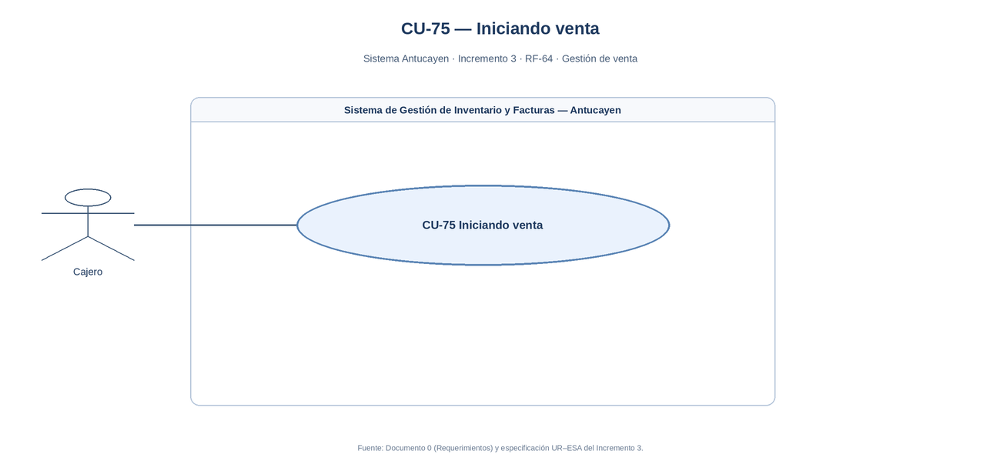 CU-75 — Iniciando venta
Sistema Antucayen · Incremento 3 · RF-64 · Gestión de venta
Sistema de Gestión de Inventario y Facturas — Antucayen
CU-75 Iniciando venta
Cajero
Fuente: Documento 0 (Requerimientos) y especificación UR–ESA del Incremento 3.